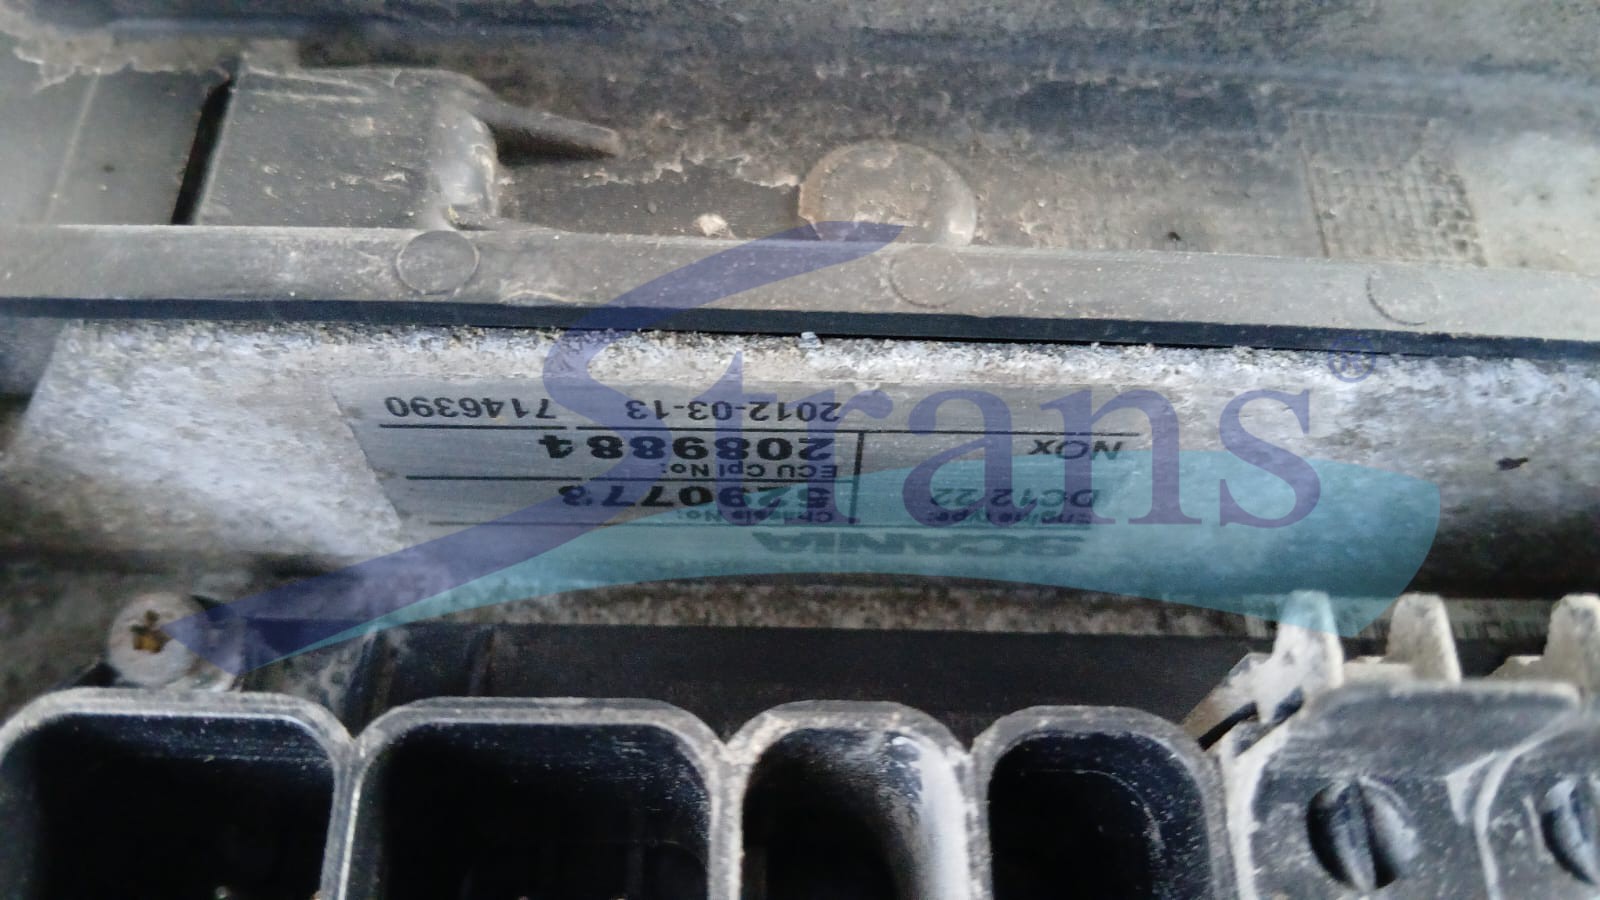 SCANIA
Engine type: Chassis No:
DC12 22 5290773
ECU Cpl No:
NOX 2089884
2012-03-13 7146390
Strans®